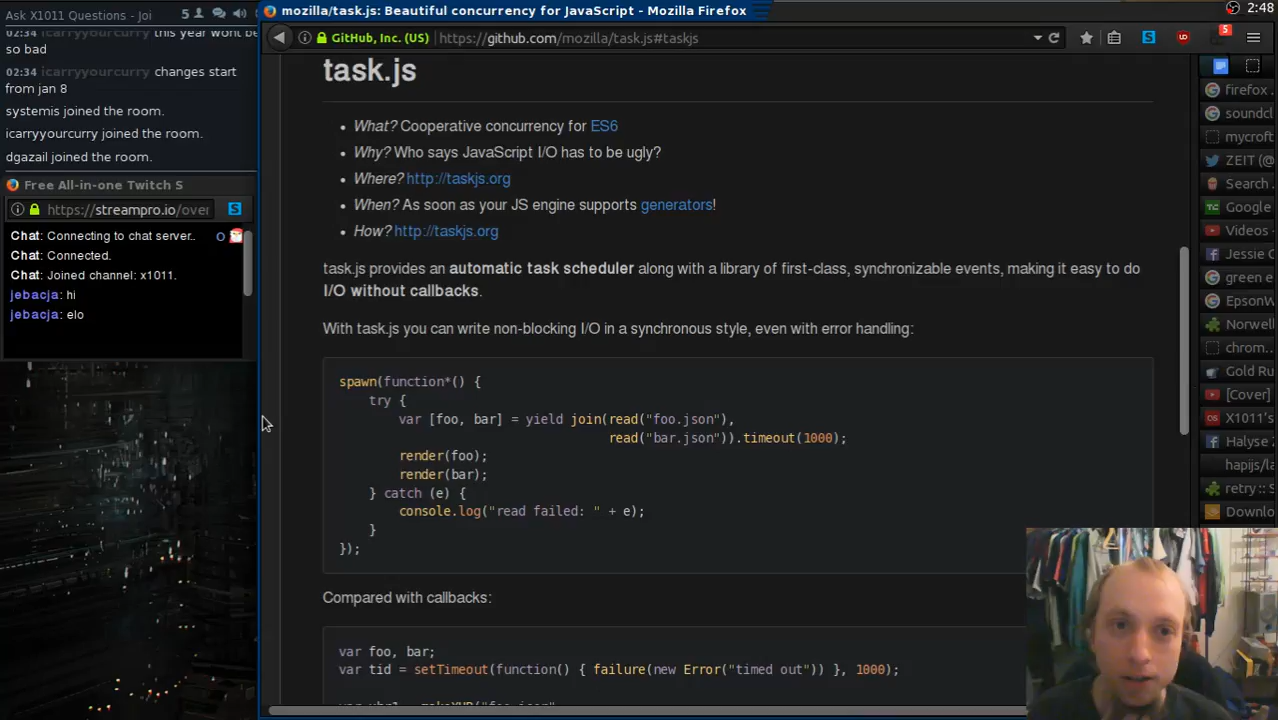 Ask X1011 Questions - Joi
5
02:34 icarryyourcurry this year wont be
so bad
02:34 icarryyourcurry changes start
from jan 8
systemis joined the room.
icarryyourcurry joined the room.
dgazail joined the room.
Free All-in-one Twitch S
https://streampro.io/over
Chat: Connecting to chat server..
Chat: Connected.
Chat: Joined channel: x1011.
jebacja: hi
jebacja: elo
mozilla/task.js: Beautiful concurrency for JavaScript - Mozilla Firefox
2:48
GitHub, Inc. (US)
https://github.com/mozilla/task.js#taskjs
5
task.js
What? Cooperative concurrency for ES6
Why? Who says JavaScript I/O has to be ugly?
Where? http://taskjs.org
When? As soon as your JS engine supports generators!
How? http://taskjs.org
task.js provides an automatic task scheduler along with a library of first-class, synchronizable events, making it easy to do
I/O without callbacks.
With task.js you can write non-blocking I/O in a synchronous style, even with error handling:
spawn(function*() {
try {
var [foo, bar] = yield join(read("foo.json"),
read("bar.json")).timeout(1000);
render(foo);
render(bar);
} catch (e) {
console.log("read failed: " + e);
}
});
Compared with callbacks:
var foo, bar;
var tid = setTimeout(function() { failure(new Error("timed out")) }, 1000);
firefox
soundcl
mycroft
ZEIT (@
Search
Google
Videos -
Jessie C
green e
EpsonW
Norwell
chrom...
Gold Ru
[Cover]
X1011's
Halyse Z
hapijs/la
retry :: S
Downlo